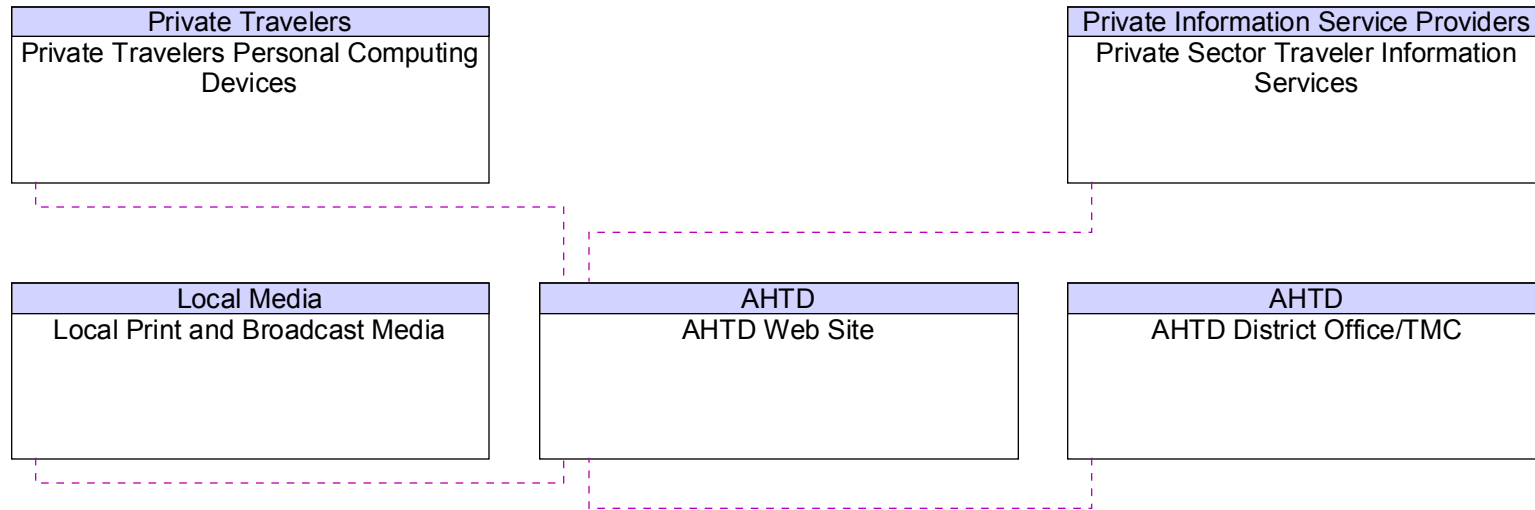 Private Travelers
Private Travelers Personal Computing
Devices
Private Information Service Providers
Private Sector Traveler Information
Services
Local Media
Local Print and Broadcast Media
AHTD
AHTD Web Site
AHTD
AHTD District Office/TMC